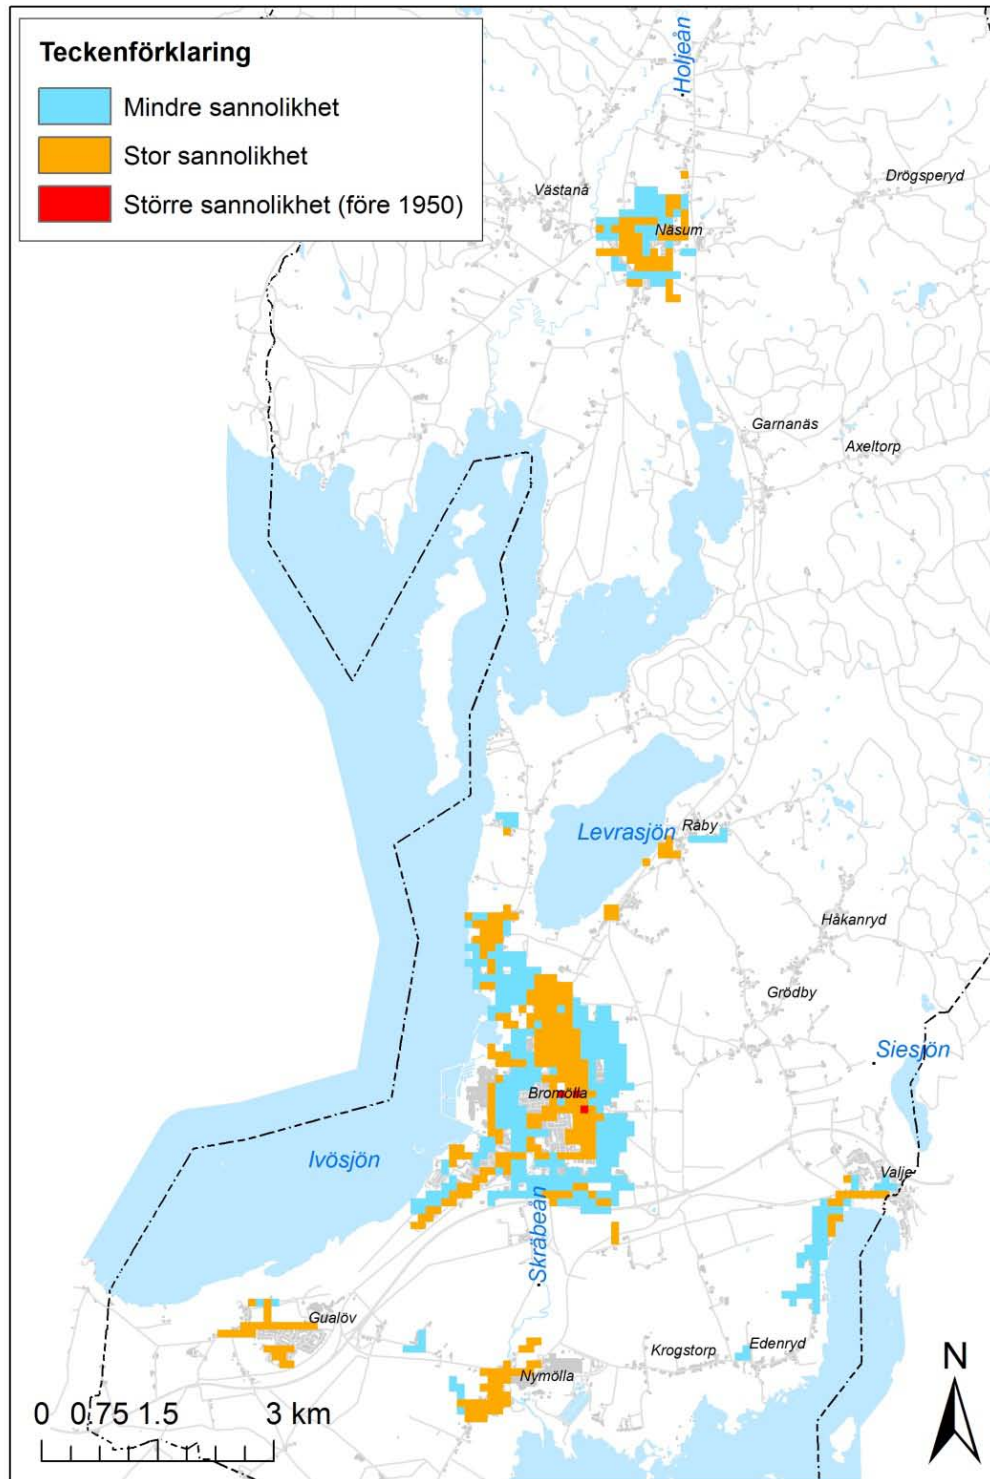 Teckenförklaring
Mindre sannolikhet
Stor sannolikhet
Större sannolikhet (före 1950)
Holjeån
Drögsperyd
Västanå
Näsum
Garnanäs
Axeltorp
Levrasjön
Råby
Håkanryd
Grödby
Siesjön
Bromölla
Ivösjön
Valje
Skräbeån
Gualöv
Krogstorp
Edenryd
Nymölla
N
0 0.75 1.5 3 km